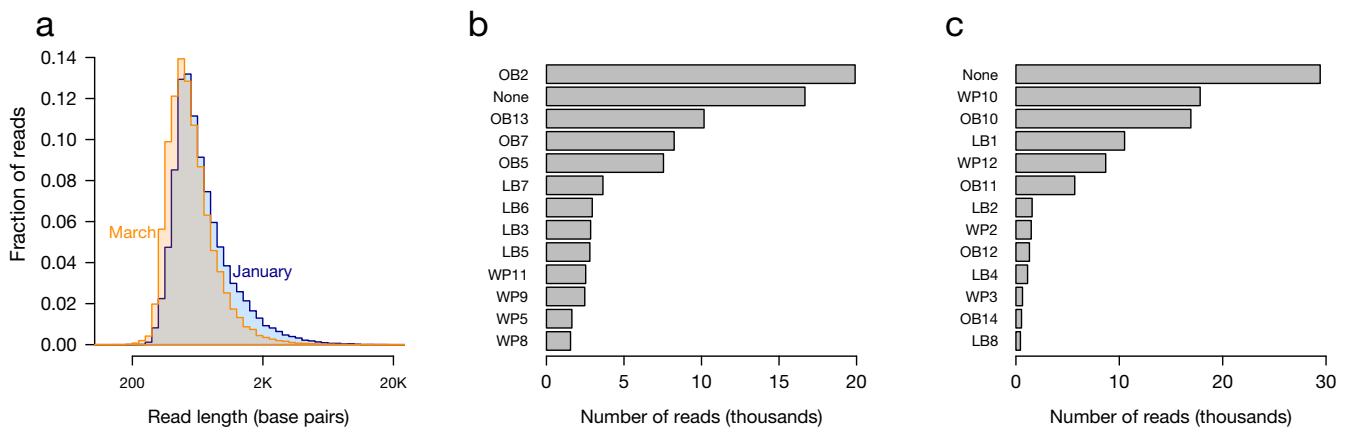 a
0.14
0.12
0.10
0.08
0.06
0.04
0.02
0.00
Fraction of reads
March
January
200
2K
20K
Read length (base pairs)
b
OB2
None
OB13
OB7
OB5
LB7
LB6
LB3
LB5
WP11
WP9
WP5
WP8
0
5
10
15
20
Number of reads (thousands)
c
None
WP10
OB10
LB1
WP12
OB11
LB2
WP2
OB12
LB4
WP3
OB14
LB8
0
10
20
30
Number of reads (thousands)